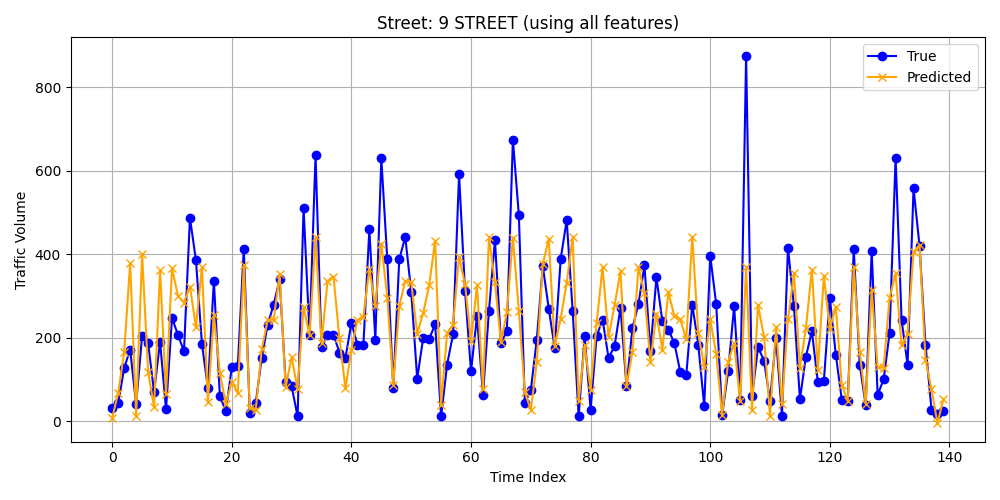 Street: 9 STREET (using all features)
True
Predicted
Traffic Volume
800
600
400
200
0
0 20 40 60 80 100 120 140
Time Index